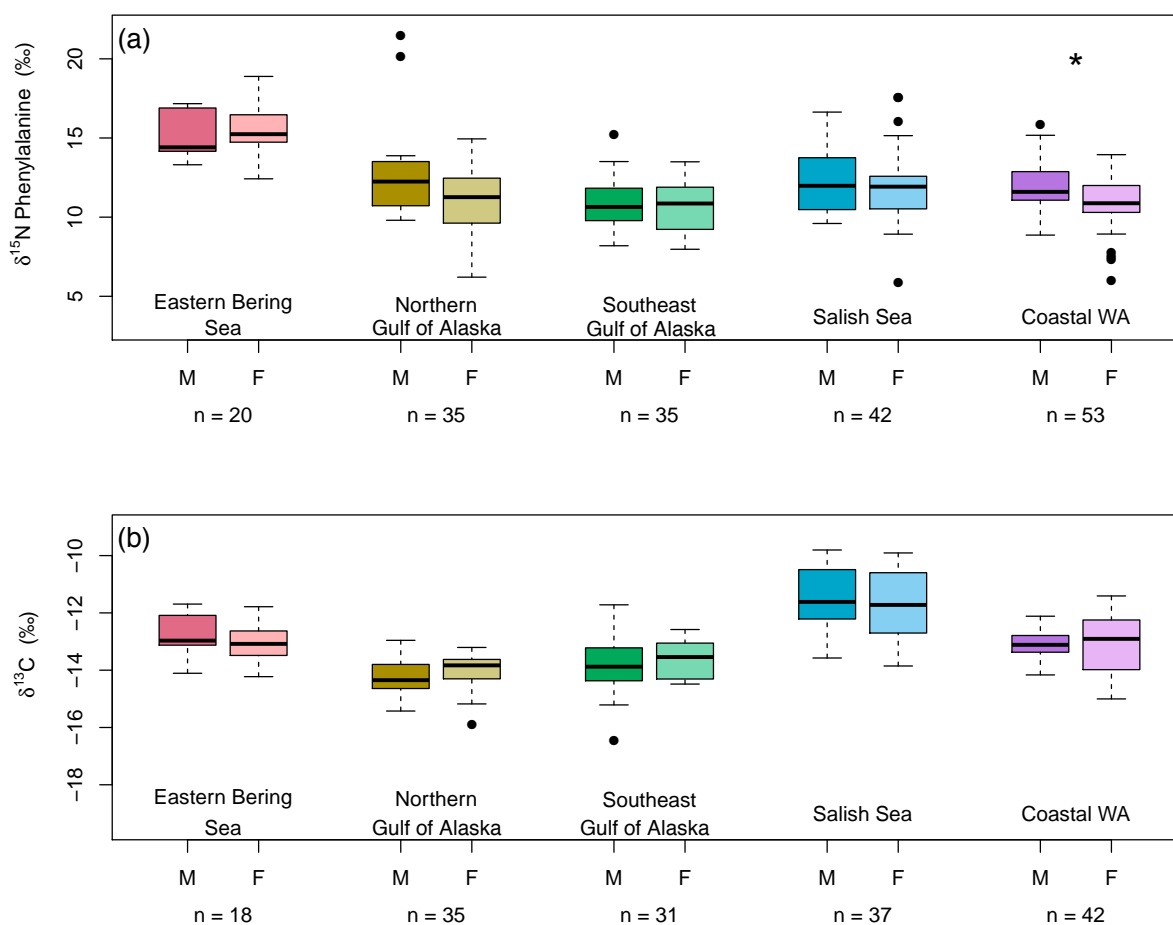 (a)
δ¹⁵N Phenylalanine (‰)
20
15
10
5
*
Eastern Bering Sea
Northern Gulf of Alaska
Southeast Gulf of Alaska
Salish Sea
Coastal WA
M F M F M F M F M F
n = 20 n = 35 n = 35 n = 42 n = 53
(b)
δ¹³C (‰)
−10
−12
−14
−16
−18
Eastern Bering Sea
Northern Gulf of Alaska
Southeast Gulf of Alaska
Salish Sea
Coastal WA
M F M F M F M F M F
n = 18 n = 35 n = 31 n = 37 n = 42